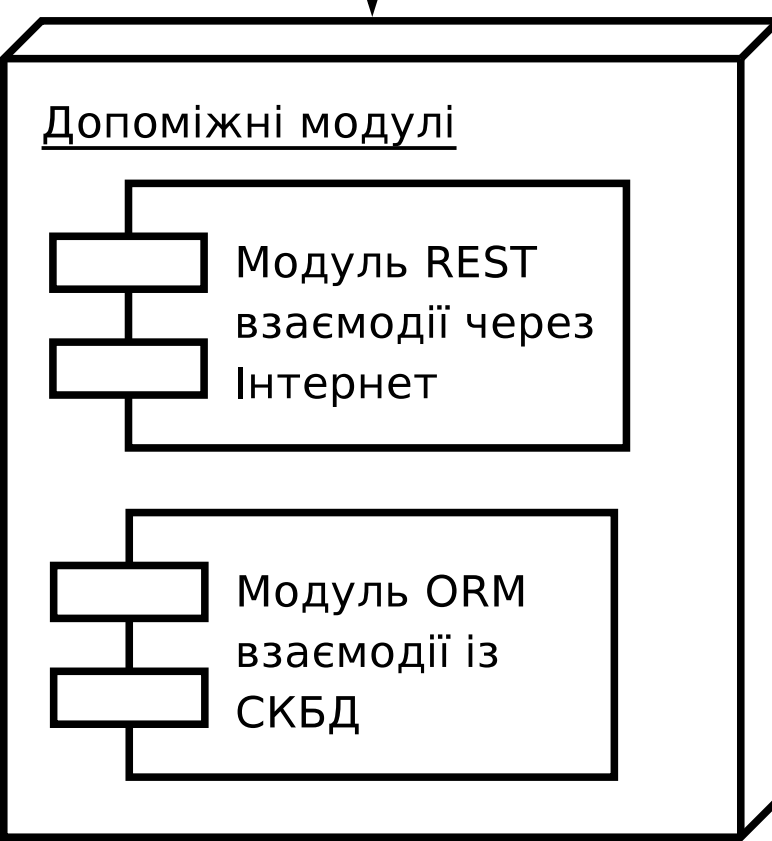 Допоміжні модулі
Модуль REST
взаємодії через
Інтернет
Модуль ORM
взаємодії із
СКБД